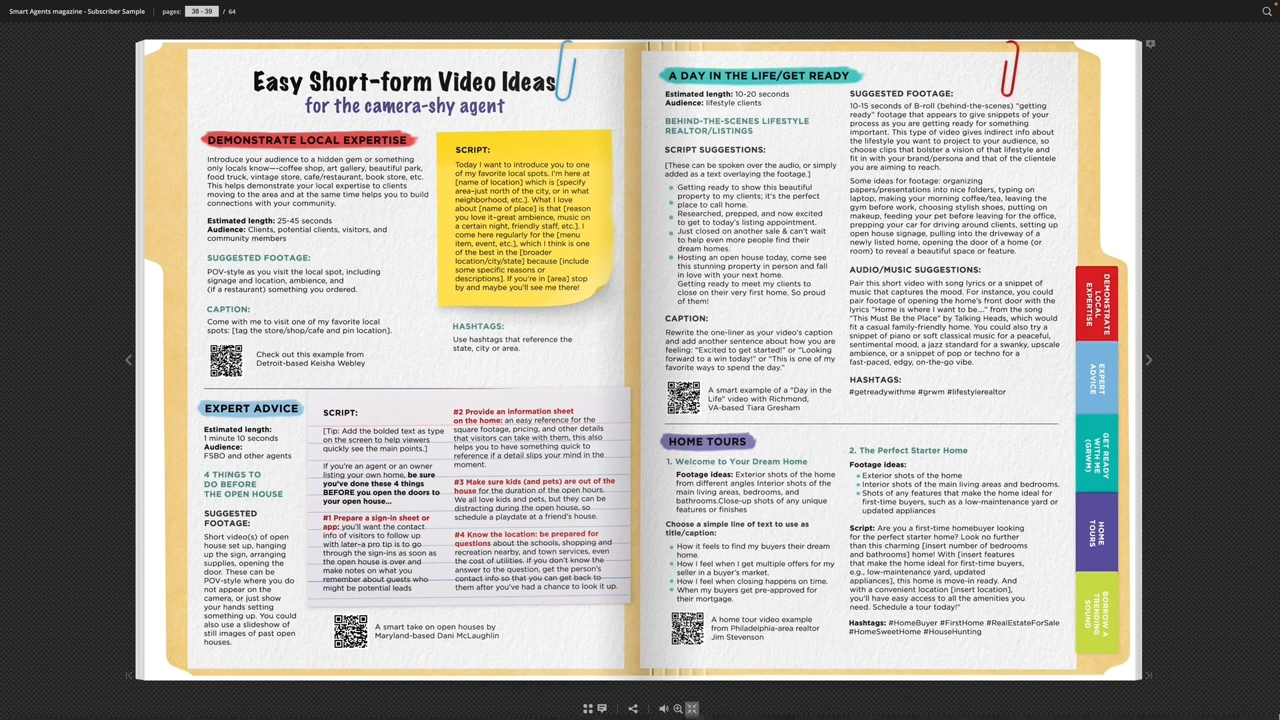 Smart Agents magazine - Subscriber Sample
pages:
38 - 39
/ 64
Easy Short-form Video Ideas
for the camera-shy agent
DEMONSTRATE LOCAL EXPERTISE
Introduce your audience to a hidden gem or something
only locals know—-coffee shop, art gallery, beautiful park,
food truck, vintage store, cafe/restaurant, book store, etc.
This helps demonstrate your local expertise to clients
moving to the area and at the same time helps you to build
connections with your community.
Estimated length: 25-45 seconds
Audience: Clients, potential clients, visitors, and
community members
SUGGESTED FOOTAGE:
POV-style as you visit the local spot, including
signage and location, ambience, and
(if a restaurant) something you ordered.
CAPTION:
Come with me to visit one of my favorite local
spots: [tag the store/shop/cafe and pin location].
Check out this example from
Detroit-based Keisha Webley
SCRIPT:
Today I want to introduce you to one
of my favorite local spots. I'm here at
[name of location] which is [specify
area–just north of the city, or in what
neighborhood, etc.]. What I love
about [name of place] is that [reason
you love it–great ambience, music on
a certain night, friendly staff, etc.]. I
come here regularly for the [menu
item, event, etc.], which I think is one
of the best in the [broader
location/city/state] because [include
some specific reasons or
descriptions]. If you're in [area] stop
by and maybe you'll see me there!
HASHTAGS:
Use hashtags that reference the
state, city or area.
EXPERT ADVICE
Estimated length:
1 minute 10 seconds
Audience:
FSBO and other agents
4 THINGS TO
DO BEFORE
THE OPEN HOUSE
SUGGESTED
FOOTAGE:
Short video(s) of open
house set up, hanging
up the sign, arranging
supplies, opening the
door. These can be
POV-style where you do
not appear on the
camera, or just show
your hands setting
something up. You could
also use a slideshow of
still images of past open
houses.
SCRIPT:
[Tip: Add the bolded text as type
on the screen to help viewers
quickly see the main points.]
If you're an agent or an owner
listing your own home, be sure
you've done these 4 things
BEFORE you open the doors to
your open house...
#1 Prepare a sign-in sheet or
app: you'll want the contact
info of visitors to follow up
with later–a pro tip is to go
through the sign-ins as soon as
the open house is over and
make notes on what you
remember about guests who
might be potential leads
#2 Provide an information sheet
on the home: an easy reference for the
square footage, pricing, and other details
that visitors can take with them, this also
helps you to have something quick to
reference if a detail slips your mind in the
moment.
#3 Make sure kids (and pets) are out of the
house for the duration of the open hours.
We all love kids and pets, but they can be
distracting during the open house, so
schedule a playdate at a friend's house.
#4 Know the location: be prepared for
questions about the schools, shopping and
recreation nearby, and town services, even
the cost of utilities. If you don't know the
answer to the question, get the person's
contact info so that you can get back to
them after you've had a chance to look it up.
A smart take on open houses by
Maryland-based Dani McLaughlin
A DAY IN THE LIFE/GET READY
Estimated length: 10-20 seconds
Audience: lifestyle clients
BEHIND-THE-SCENES LIFESTYLE
REALTOR/LISTINGS
SCRIPT SUGGESTIONS:
[These can be spoken over the audio, or simply
added as a text overlaying the footage.]
Getting ready to show this beautiful
property to my clients; it's the perfect
place to call home.
Researched, prepped, and now excited
to get to today's listing appointment.
Just closed on another sale & can't wait
to help even more people find their
dream homes.
Hosting an open house today, come see
this stunning property in person and fall
in love with your next home.
Getting ready to meet my clients to
close on their very first home. So proud
of them!
CAPTION:
Rewrite the one-liner as your video's caption
and add another sentence about how you are
feeling: "Excited to get started!" or "Looking
forward to a win today!" or "This is one of my
favorite ways to spend the day."
A smart example of a "Day in the
Life" video with Richmond,
VA-based Tiara Gresham
SUGGESTED FOOTAGE:
10-15 seconds of B-roll (behind-the-scenes) "getting
ready" footage that appears to give snippets of your
process as you are getting ready for something
important. This type of video gives indirect info about
the lifestyle you want to project to your audience, so
choose clips that bolster a vision of that lifestyle and
fit in with your brand/persona and that of the clientele
you are aiming to reach.
Some ideas for footage: organizing
papers/presentations into nice folders, typing on
laptop, making your morning coffee/tea, leaving the
gym before work, choosing stylish shoes, putting on
makeup, feeding your pet before leaving for the office,
prepping your car for driving around clients, setting up
open house signage, pulling into the driveway of a
newly listed home, opening the door of a home (or
room) to reveal a beautiful space or feature.
AUDIO/MUSIC SUGGESTIONS:
Pair this short video with song lyrics or a snippet of
music that captures the mood. For instance, you could
pair footage of opening the home's front door with the
lyrics "Home is where I want to be...." from the song
"This Must Be the Place" by Talking Heads, which would
fit a casual family-friendly home. You could also try a
snippet of piano or soft classical music for a peaceful,
sentimental mood, a jazz standard for a swanky, upscale
ambience, or a snippet of pop or techno for a
fast-paced, edgy, on-the-go vibe.
HASHTAGS:
#getreadywithme #grwm #lifestylerealtor
HOME TOURS
1. Welcome to Your Dream Home
Footage ideas: Exterior shots of the home
from different angles Interior shots of the
main living areas, bedrooms, and
bathrooms.Close-up shots of any unique
features or finishes
Choose a simple line of text to use as
title/caption:
How it feels to find my buyers their dream
home.
How I feel when I get multiple offers for my
seller in a buyer's market.
How I feel when closing happens on time.
When my buyers get pre-approved for
their mortgage.
A home tour video example
from Philadelphia-area realtor
Jim Stevenson
2. The Perfect Starter Home
Footage ideas:
Exterior shots of the home
Interior shots of the main living areas and bedrooms.
Shots of any features that make the home ideal for
first-time buyers, such as a low-maintenance yard or
updated appliances
Script: Are you a first-time homebuyer looking
for the perfect starter home? Look no further
than this charming [insert number of bedrooms
and bathrooms] home! With [insert features
that make the home ideal for first-time buyers,
e.g., low-maintenance yard, updated
appliances], this home is move-in ready. And
with a convenient location [insert location],
you'll have easy access to all the amenities you
need. Schedule a tour today!"
Hashtags: #HomeBuyer #FirstHome #RealEstateForSale
#HomeSweetHome #HouseHunting
DEMONSTRATE
LOCAL
EXPERTISE
EXPERT
ADVICE
GET READY
WITH ME
(GRWM)
HOME
TOURS
BORROW A
TRENDING
SOUND